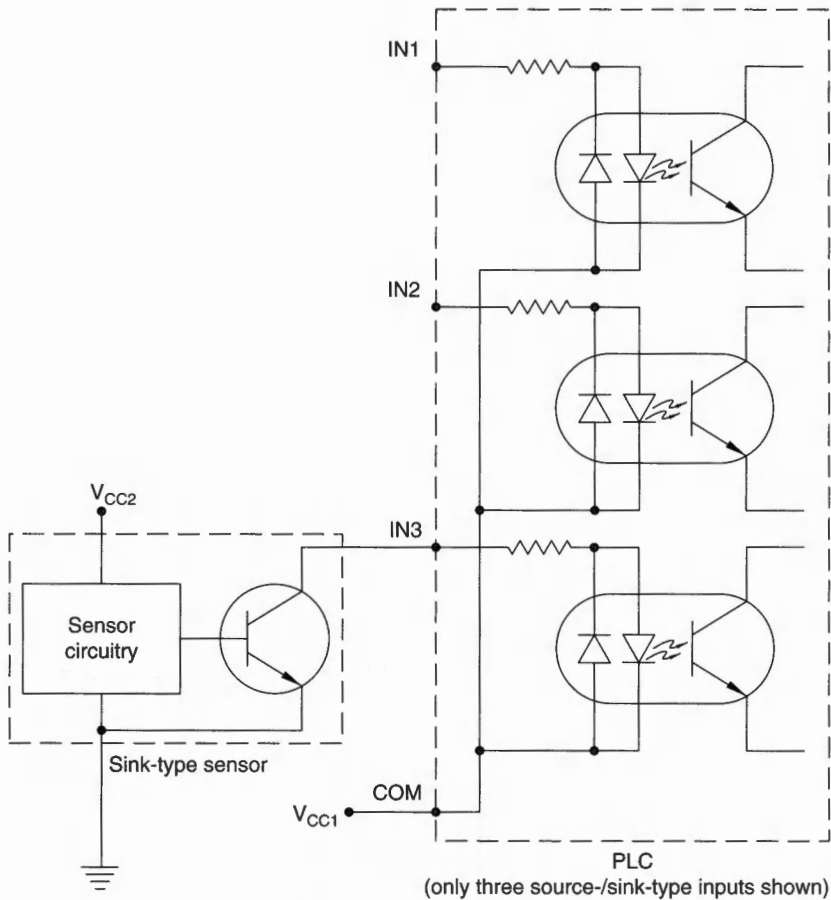 IN1
IN2
V_CC2
IN3
Sensor
circuitry
Sink-type sensor
COM
V_CC1
PLC
(only three source-/sink-type inputs shown)